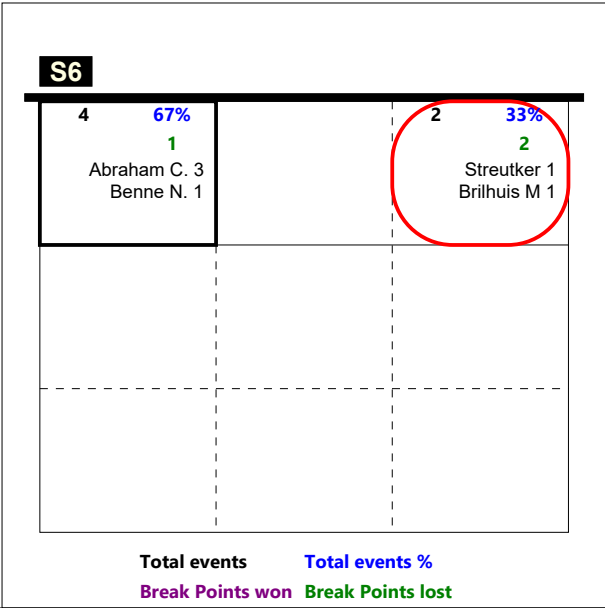 S6
4 67%
1
Abraham C. 3
Benne N. 1
2 33%
2
Streutker 1
Brilhuis M 1
Total events Total events %
Break Points won Break Points lost